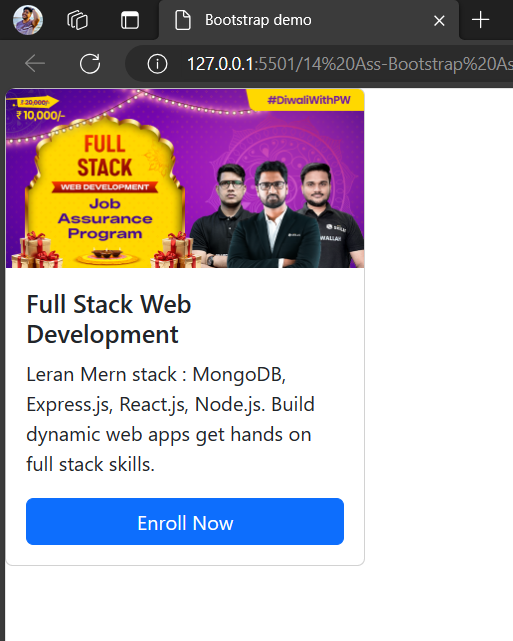 Bootstrap demo
127.0.0.1:5501/14%20Ass-Bootstrap%20As
₹ 20,000/-
₹ 10,000/-
#DiwaliWithPW
FULL
STACK
WEB DEVELOPMENT
Job
Assurance
Program
Full Stack Web
Development
Leran Mern stack : MongoDB,
Express.js, React.js, Node.js. Build
dynamic web apps get hands on
full stack skills.
Enroll Now